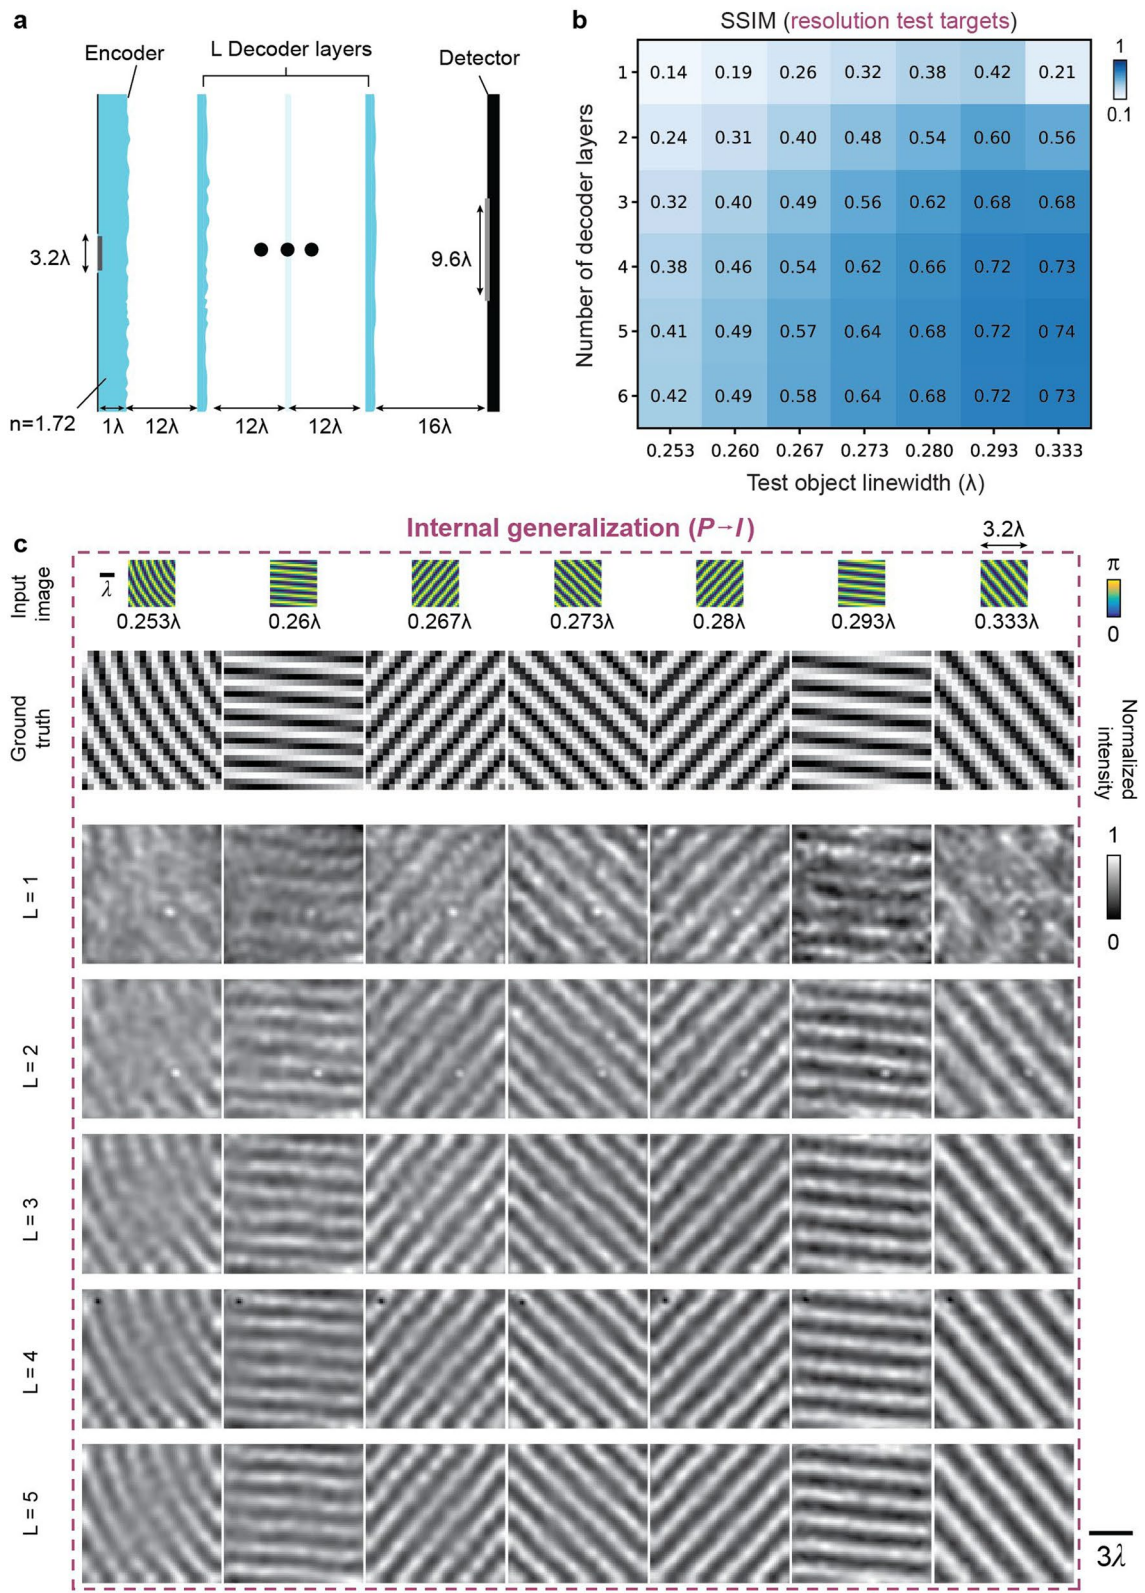 a
Encoder
L Decoder layers
Detector
3.2λ
9.6λ
n=1.72
1λ
12λ
12λ
12λ
16λ
b
SSIM (resolution test targets)
Number of decoder layers
1 0.14 0.19 0.26 0.32 0.38 0.42 0.21
2 0.24 0.31 0.40 0.48 0.54 0.60 0.56
3 0.32 0.40 0.49 0.56 0.62 0.68 0.68
4 0.38 0.46 0.54 0.62 0.66 0.72 0.73
5 0.41 0.49 0.57 0.64 0.68 0.72 0 74
6 0.42 0.49 0.58 0.64 0.68 0.72 0 73
0.253 0.260 0.267 0.273 0.280 0.293 0.333
Test object linewidth (λ)
1
0.1
c
Internal generalization (P→I)
3.2λ
Input
image
λ
0.253λ 0.26λ 0.267λ 0.273λ 0.28λ 0.293λ 0.333λ
π
0
Ground
truth
Normalized
intensity
1
0
L = 1
L = 2
L = 3
L = 4
L = 5
3λ